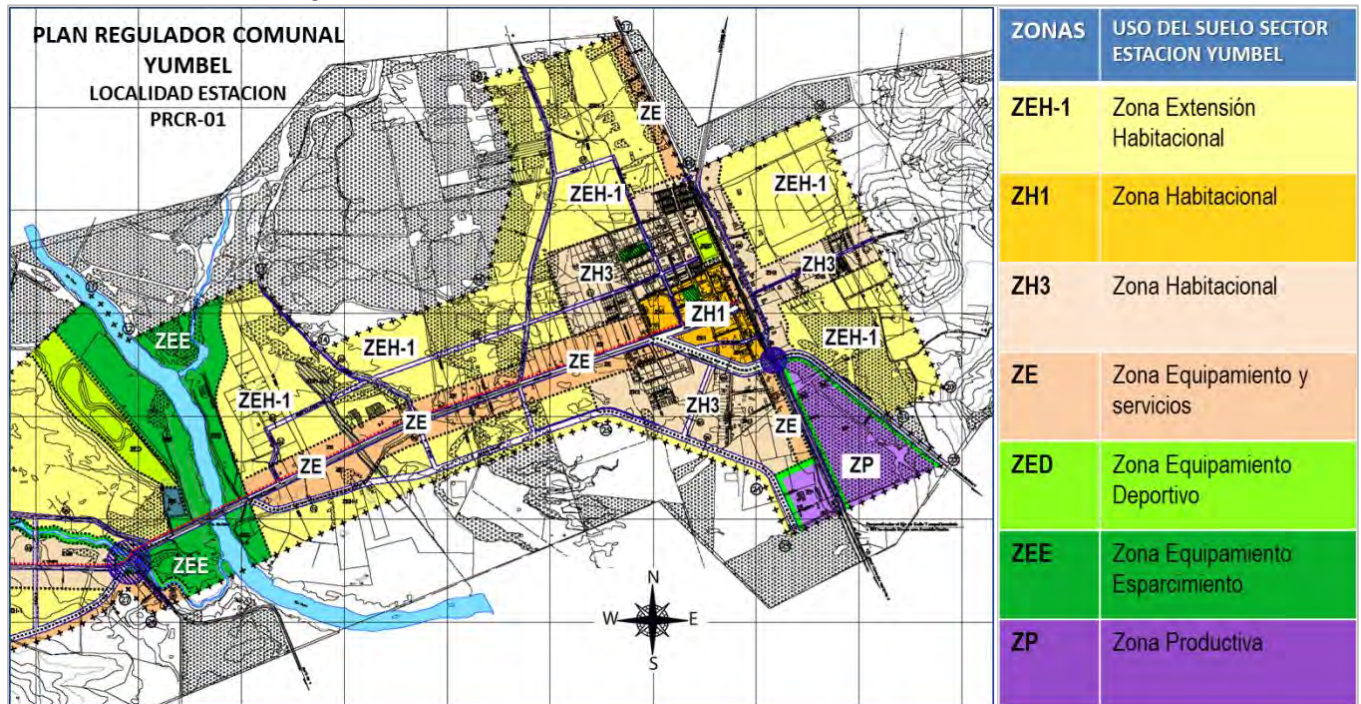 PLAN REGULADOR COMUNAL
YUMBEL
LOCALIDAD ESTACION
PRCR-01
ZE
ZEH-1
ZEH-1
ZH3
ZH3
ZH1
ZEE
ZEH-1
ZEH-1
ZE
ZEH-1
ZH3
ZE
ZE
ZE
ZP
ZEE
N
W
E
S
ZONAS USO DEL SUELO SECTOR
ESTACION YUMBEL
ZEH-1 Zona Extensión
Habitacional
ZH1 Zona Habitacional
ZH3 Zona Habitacional
ZE Zona Equipamiento y
servicios
ZED Zona Equipamiento
Deportivo
ZEE Zona Equipamiento
Esparcimiento
ZP Zona Productiva